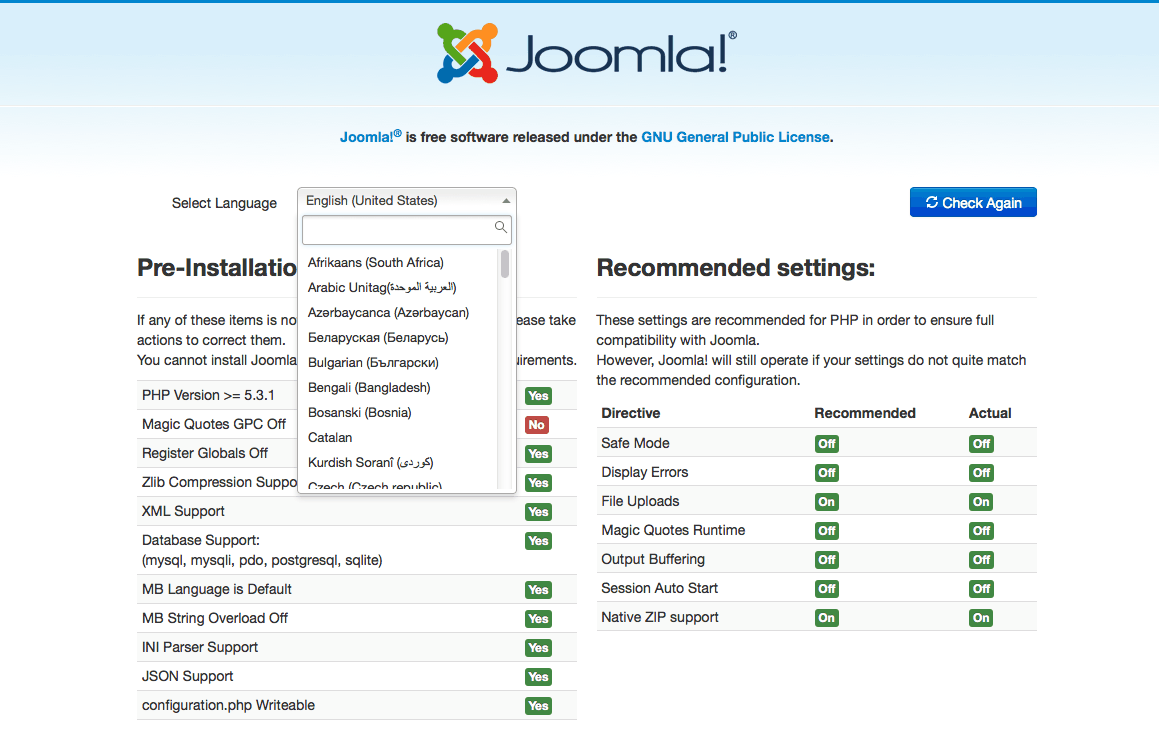 Joomla!®
Joomla!® is free software released under the GNU General Public License.
Select Language
English (United States)
Check Again
Afrikaans (South Africa)
Arabic Unitag(العربية الموحدة)
Azərbaycanca (Azərbaycan)
Беларуская (Беларусь)
Bulgarian (Български)
Bengali (Bangladesh)
Bosanski (Bosnia)
Catalan
Kurdish Soranî (کوردى)
Czech (Czech republic)
Pre-Installatio
If any of these items is no ease take
actions to correct them.
You cannot install Joomla uirements.
PHP Version >= 5.3.1 Yes
Magic Quotes GPC Off No
Register Globals Off Yes
Zlib Compression Suppo Yes
XML Support Yes
Database Support: Yes
(mysql, mysqli, pdo, postgresql, sqlite)
MB Language is Default Yes
MB String Overload Off Yes
INI Parser Support Yes
JSON Support Yes
configuration.php Writeable Yes
Recommended settings:
These settings are recommended for PHP in order to ensure full
compatibility with Joomla.
However, Joomla! will still operate if your settings do not quite match
the recommended configuration.
Directive Recommended Actual
Safe Mode Off Off
Display Errors Off Off
File Uploads On On
Magic Quotes Runtime Off Off
Output Buffering Off Off
Session Auto Start Off Off
Native ZIP support On On